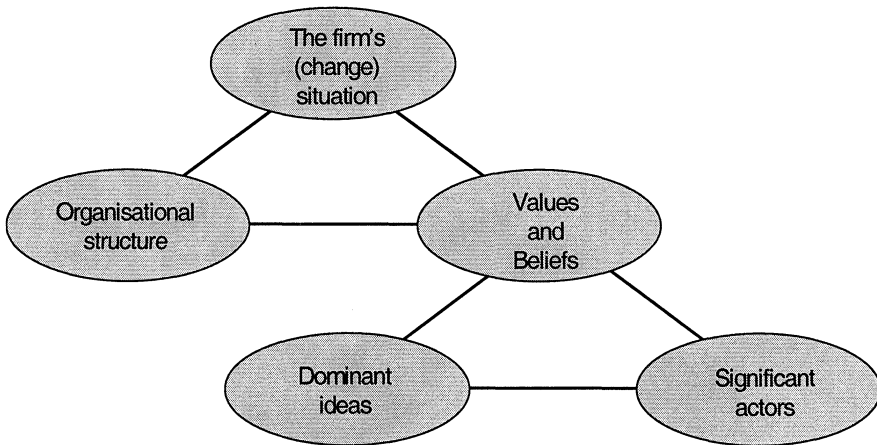 The firm's
(change)
situation
Organisational
structure
Values
and
Beliefs
Dominant
ideas
Significant
actors